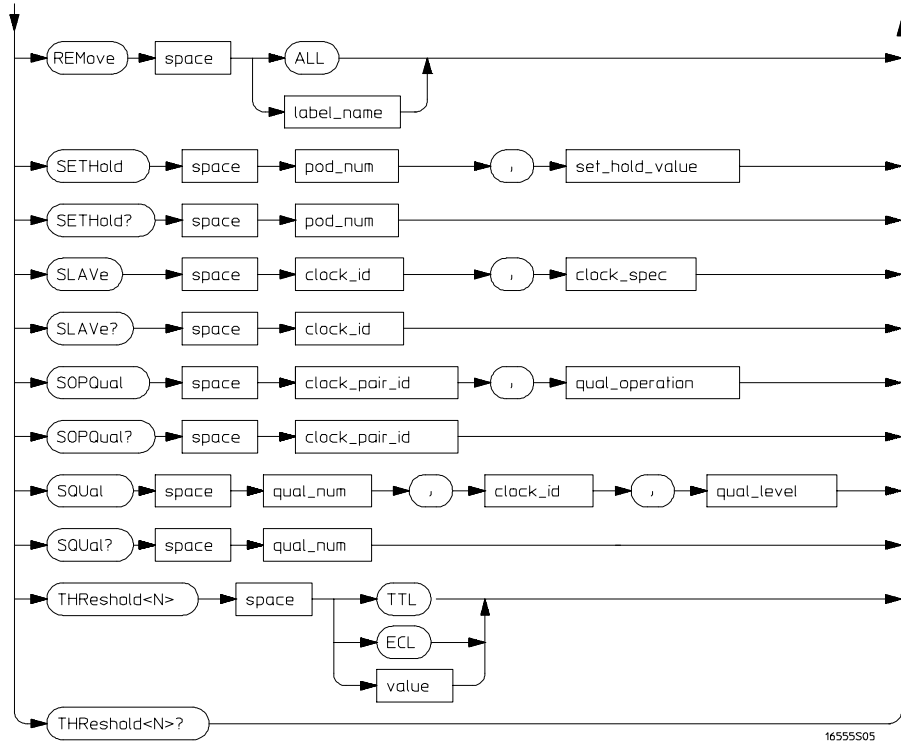 REMove space ALL
label_name
SETHold space pod_num , set_hold_value
SETHold? space pod_num
SLAVe space clock_id , clock_spec
SLAVe? space clock_id
SOPQual space clock_pair_id , qual_operation
SOPQual? space clock_pair_id
SQUal space qual_num , clock_id , qual_level
SQUal? space qual_num
THReshold<N> space TTL
ECL
value
THReshold<N>?
16555S05